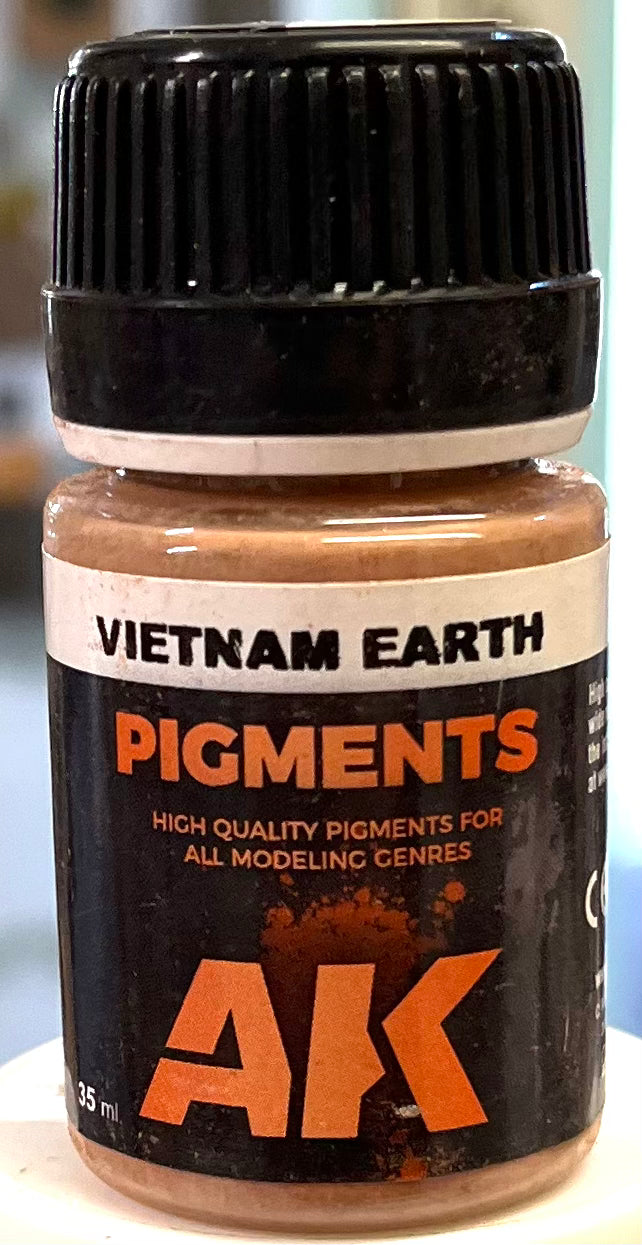 VIETNAM EARTH
PIGMENTS
HIGH QUALITY PIGMENTS FOR
ALL MODELING GENRES
AK
35 ml